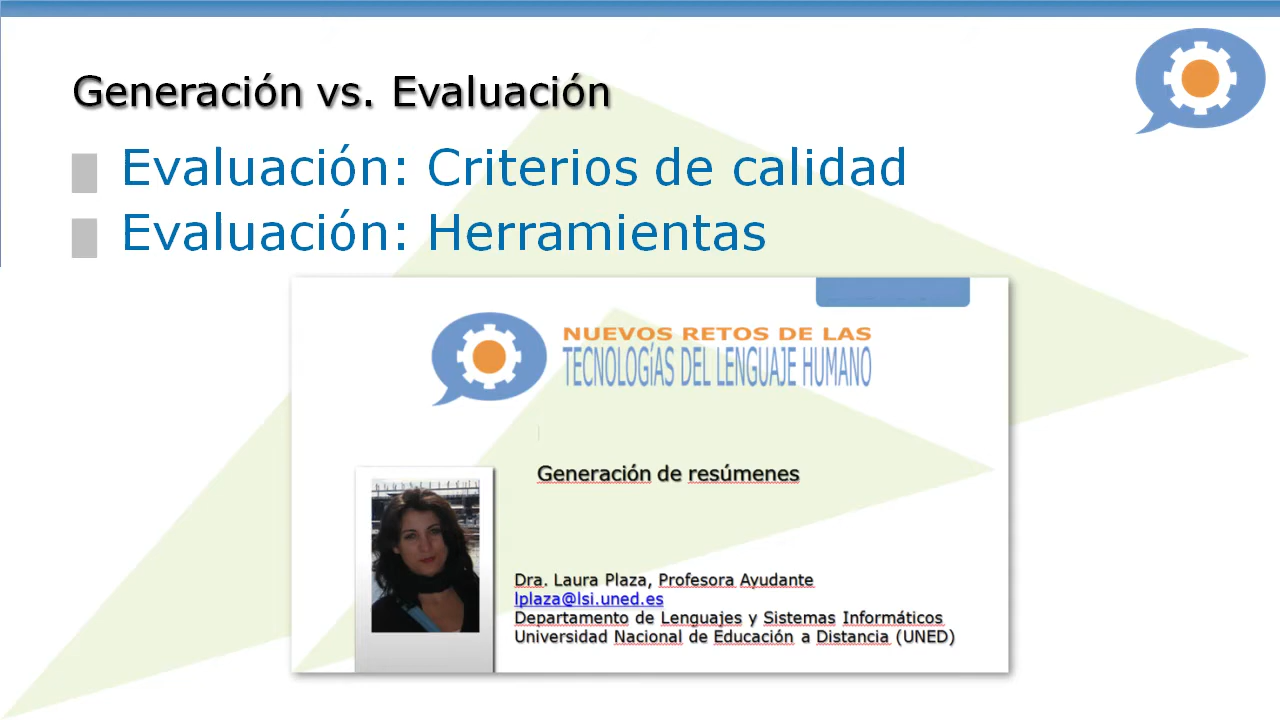 Generación vs. Evaluación
Evaluación: Criterios de calidad
Evaluación: Herramientas
NUEVOS RETOS DE LAS
TECNOLOGíAS DEL LENGUAJE HUMANO
Generación de resúmenes
Dra. Laura Plaza, Profesora Ayudante
lplaza@lsi.uned.es
Departamento de Lenguajes y Sistemas Informáticos
Universidad Nacional de Educación a Distancia (UNED)